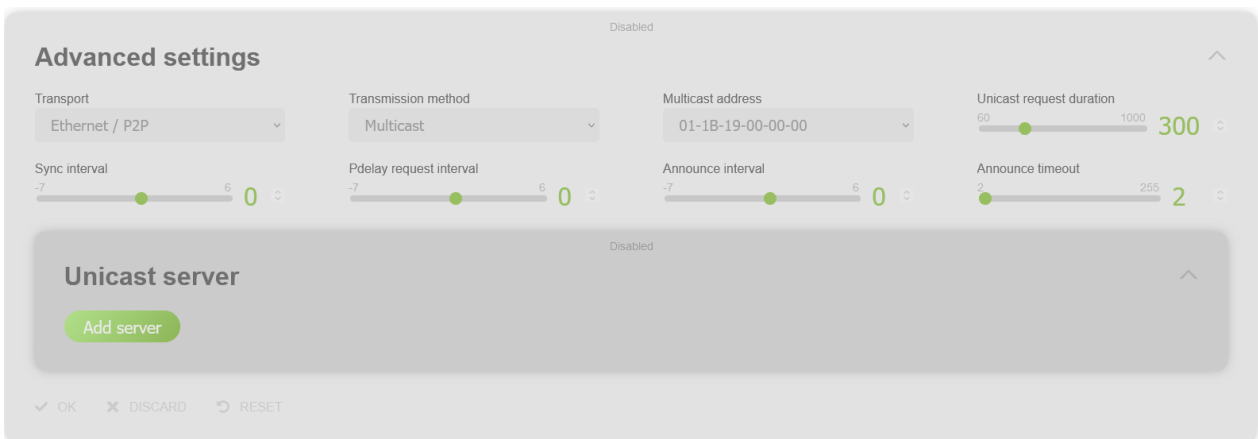 Disabled
Advanced settings
Transport Transmission method Multicast address Unicast request duration
Ethernet / P2P Multicast 01-1B-19-00-00-00 60 1000 300
Sync interval Pdelay request interval Announce interval Announce timeout
-7 6 0 -7 6 0 -7 6 0 2 255 2
Disabled
Unicast server
Add server
OK DISCARD RESET